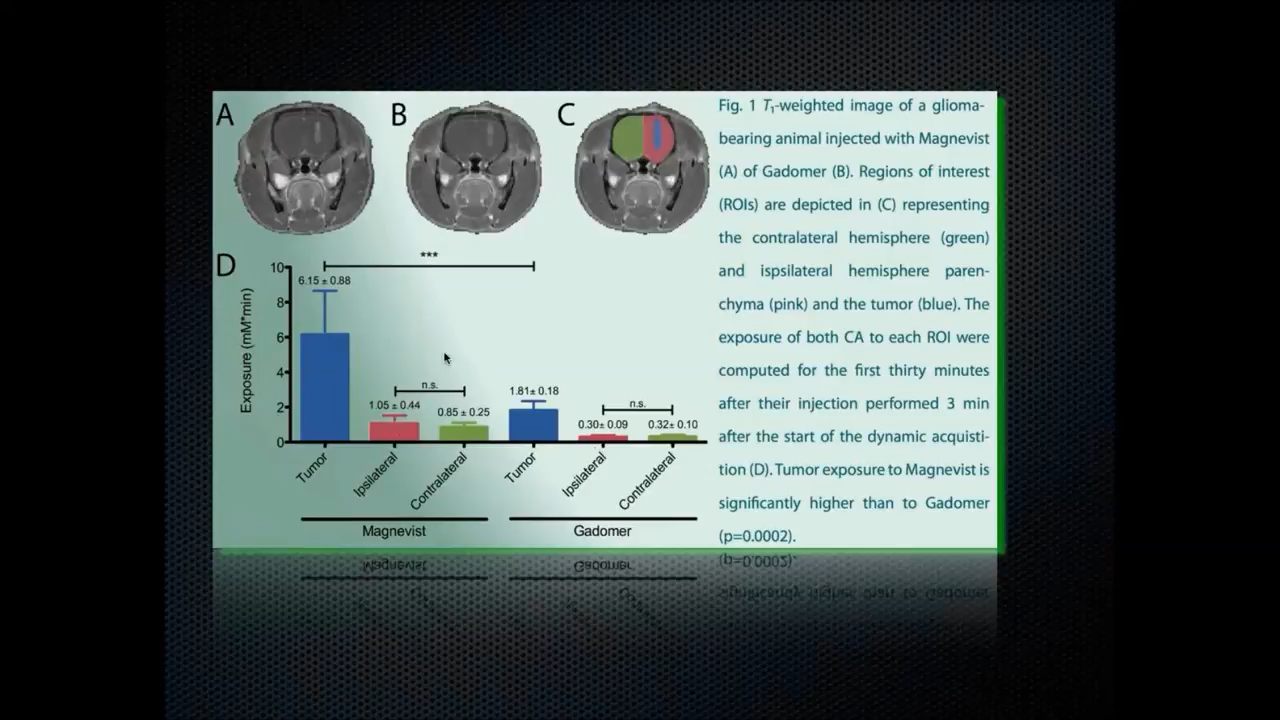 A
B
C
Fig. 1 T1-weighted image of a glioma-
bearing animal injected with Magnevist
(A) of Gadomer (B). Regions of interest
(ROIs) are depicted in (C) representing
the contralateral hemisphere (green)
and ispsilateral hemisphere paren-
chyma (pink) and the tumor (blue). The
exposure of both CA to each ROI were
computed for the first thirty minutes
after their injection performed 3 min
after the start of the dynamic acquisti-
tion (D). Tumor exposure to Magnevist is
significantly higher than to Gadomer
(p=0.0002).
D
***
10
8
6
4
2
0
Exposure (mM*min)
6.15 ± 0.88
n.s.
1.05 ± 0.44
0.85 ± 0.25
1.81± 0.18
n.s.
0.30± 0.09
0.32± 0.10
Tumor
Ipsilateral
Contralateral
Tumor
Ipsilateral
Contralateral
Magnevist
Gadomer